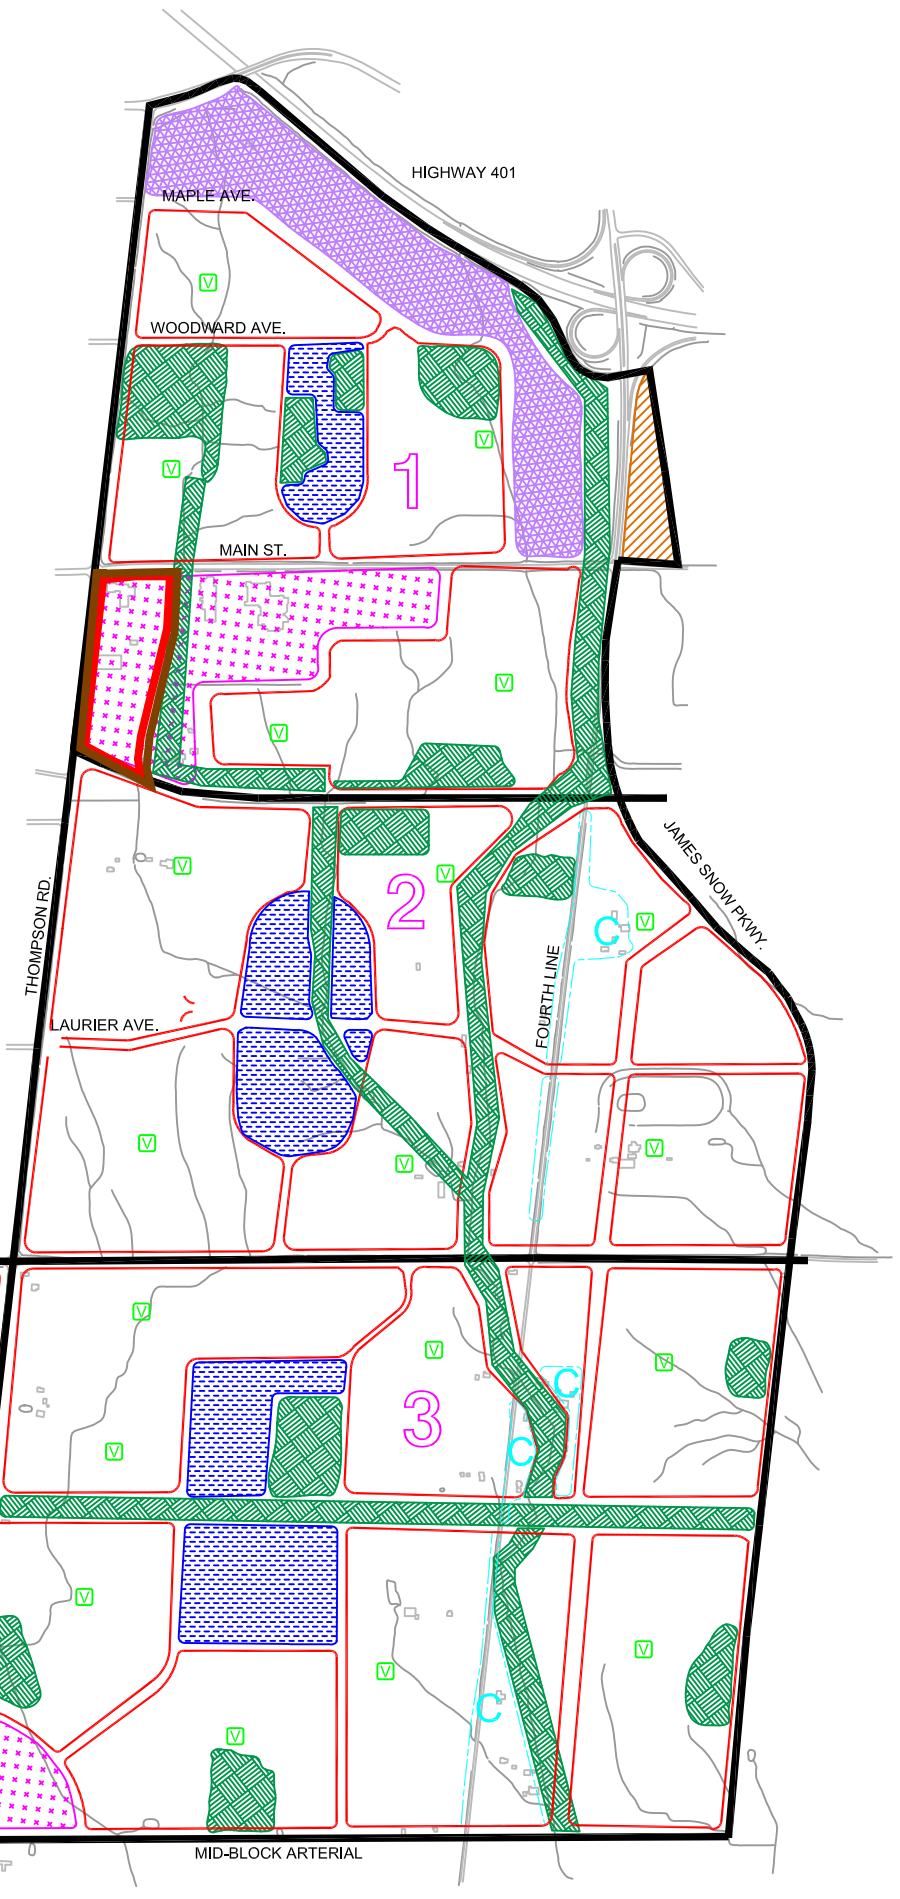 HIGHWAY 401
MAPLE AVE.
V
WOODWARD AVE.
V
V
1
MAIN ST.
V
V
JAMES SNOW PKWY.
V
V
2
V
C
THOMPSON RD.
FOURTH LINE
LAURIER AVE.
V
V
V
V
V
V
C
3
V
C
V
V
V
C
V
MID-BLOCK ARTERIAL